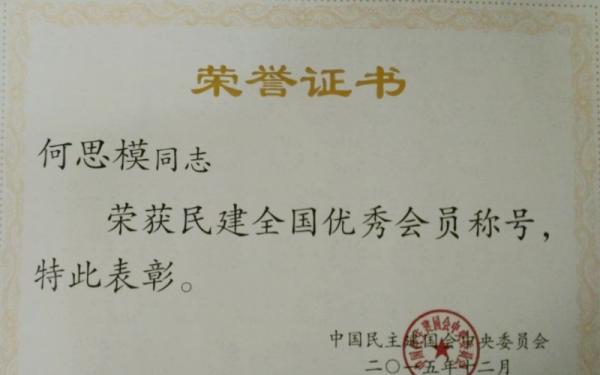 荣誉证书
何思模同志
荣获民建全国优秀会员称号，
特此表彰。
中国民主建国会中央委员会
二〇一五年十二月